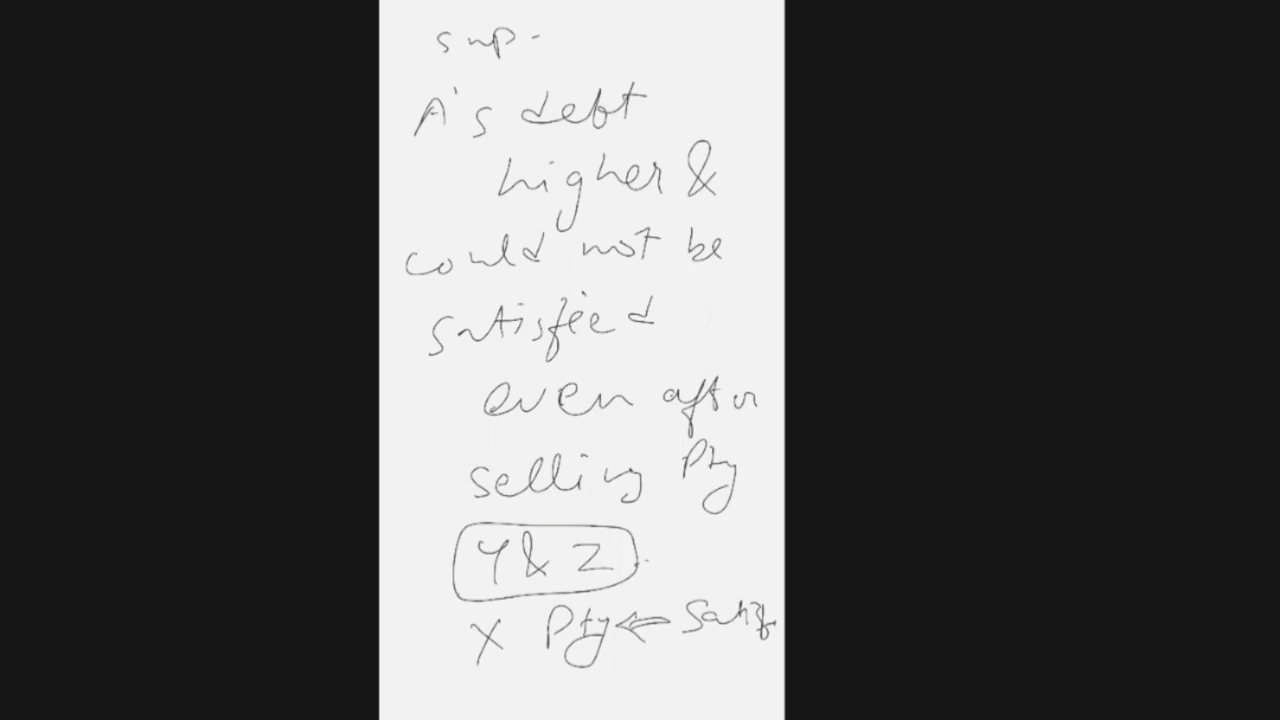 sup-
A's debt
higher &
could not be
satisfied
even after
selling Pty
Y & Z
X Pty ⇐ Satisf